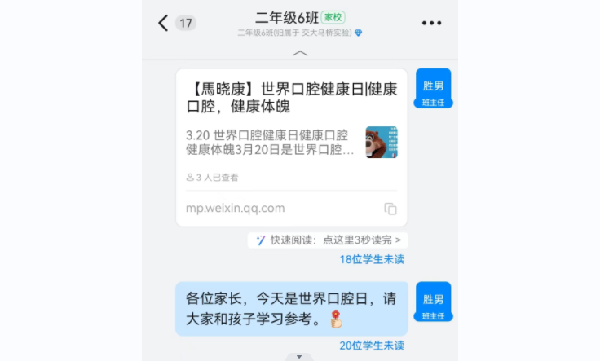 17
二年级6班 家校
二年级6班(归属于 交大马桥实验)
【馬晓康】世界口腔健康日|健康
口腔，健康体魄
胜男
班主任
3.20 世界口腔健康日健康口腔
健康体魄3月20日是世界口腔...
3 人已查看
mp.weixin.qq.com
快速阅读：点这里3秒读完 >
18位学生未读
各位家长，今天是世界口腔日，请
大家和孩子学习参考。
胜男
班主任
20位学生未读